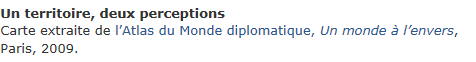 Un territoire, deux perceptions
Carte extraite de l’Atlas du Monde diplomatique, Un monde à l’envers,
Paris, 2009.